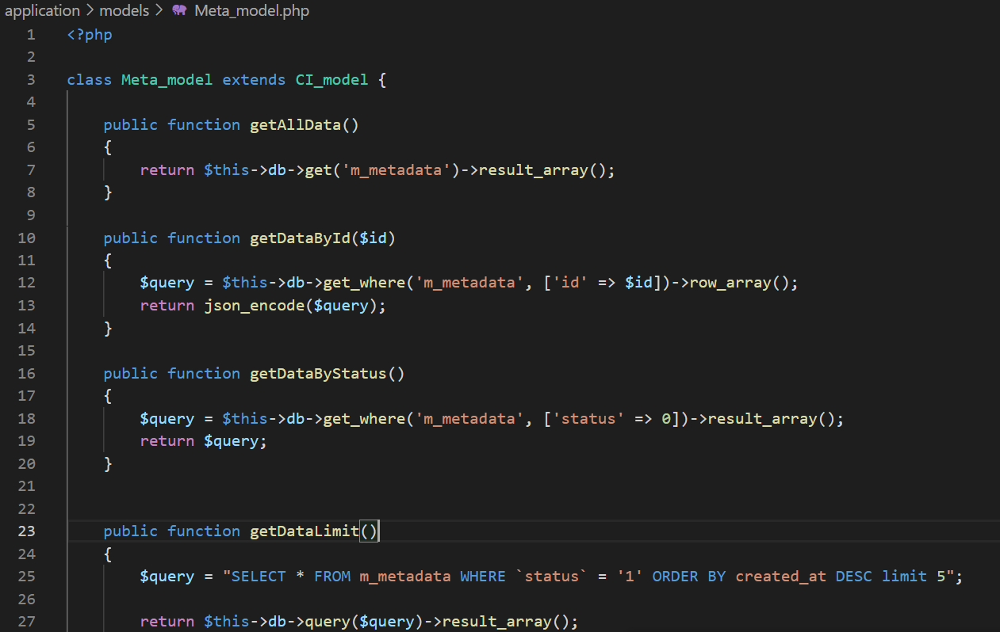 application > models > Meta_model.php
1 <?php
2
3 class Meta_model extends CI_model {
4
5 public function getAllData()
6 {
7 return $this->db->get('m_metadata')->result_array();
8 }
9
10 public function getDataById($id)
11 {
12 $query = $this->db->get_where('m_metadata', ['id' => $id])->row_array();
13 return json_encode($query);
14 }
15
16 public function getDataByStatus()
17 {
18 $query = $this->db->get_where('m_metadata', ['status' => 0])->result_array();
19 return $query;
20 }
21
22
23 public function getDataLimit()
24 {
25 $query = "SELECT * FROM m_metadata WHERE `status` = '1' ORDER BY created_at DESC limit 5";
26
27 return $this->db->query($query)->result_array();